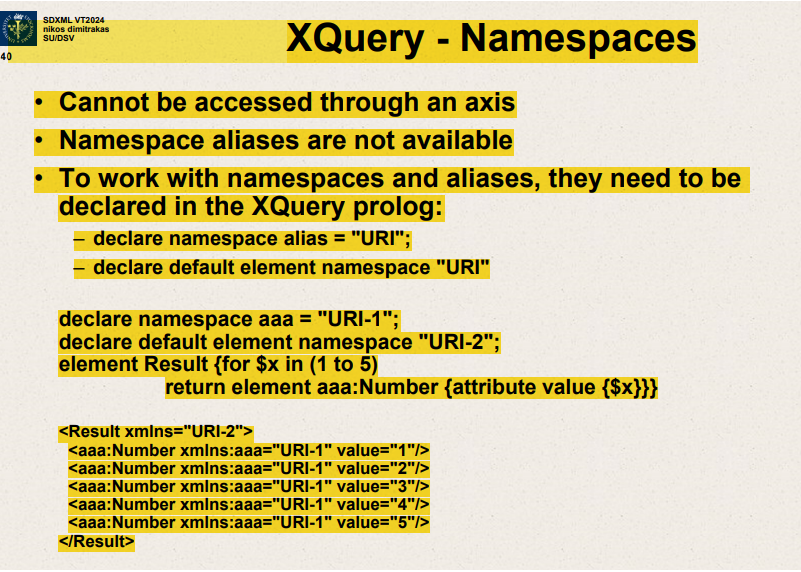 SDXML VT2024
nikos dimitrakas
SU/DSV
40
XQuery - Namespaces
• Cannot be accessed through an axis
• Namespace aliases are not available
• To work with namespaces and aliases, they need to be
declared in the XQuery prolog:
– declare namespace alias = "URI";
– declare default element namespace "URI"
declare namespace aaa = "URI-1";
declare default element namespace "URI-2";
element Result {for $x in (1 to 5)
return element aaa:Number {attribute value {$x}}}
<Result xmlns="URI-2">
<aaa:Number xmlns:aaa="URI-1" value="1"/>
<aaa:Number xmlns:aaa="URI-1" value="2"/>
<aaa:Number xmlns:aaa="URI-1" value="3"/>
<aaa:Number xmlns:aaa="URI-1" value="4"/>
<aaa:Number xmlns:aaa="URI-1" value="5"/>
</Result>